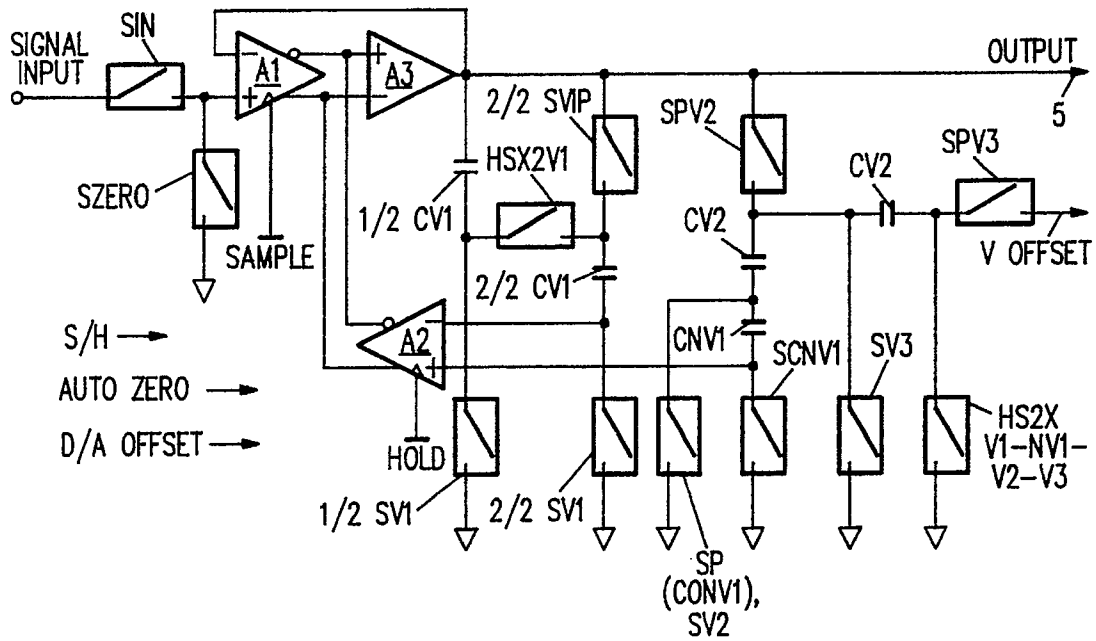 SIN
SIGNAL
INPUT
A1
A3
OUTPUT
5
2/2 SVIP
SPV2
SPV3
HSX2V1
CV2
SZERO
1/2 CV1
CV2
V OFFSET
SAMPLE
2/2 CV1
S/H
A2
CNV1
SCNV1
SV3
AUTO ZERO
D/A OFFSET
HOLD
HS2X
V1-NV1-
V2-V3
1/2 SV1
2/2 SV1
SP
(CONV1),
SV2